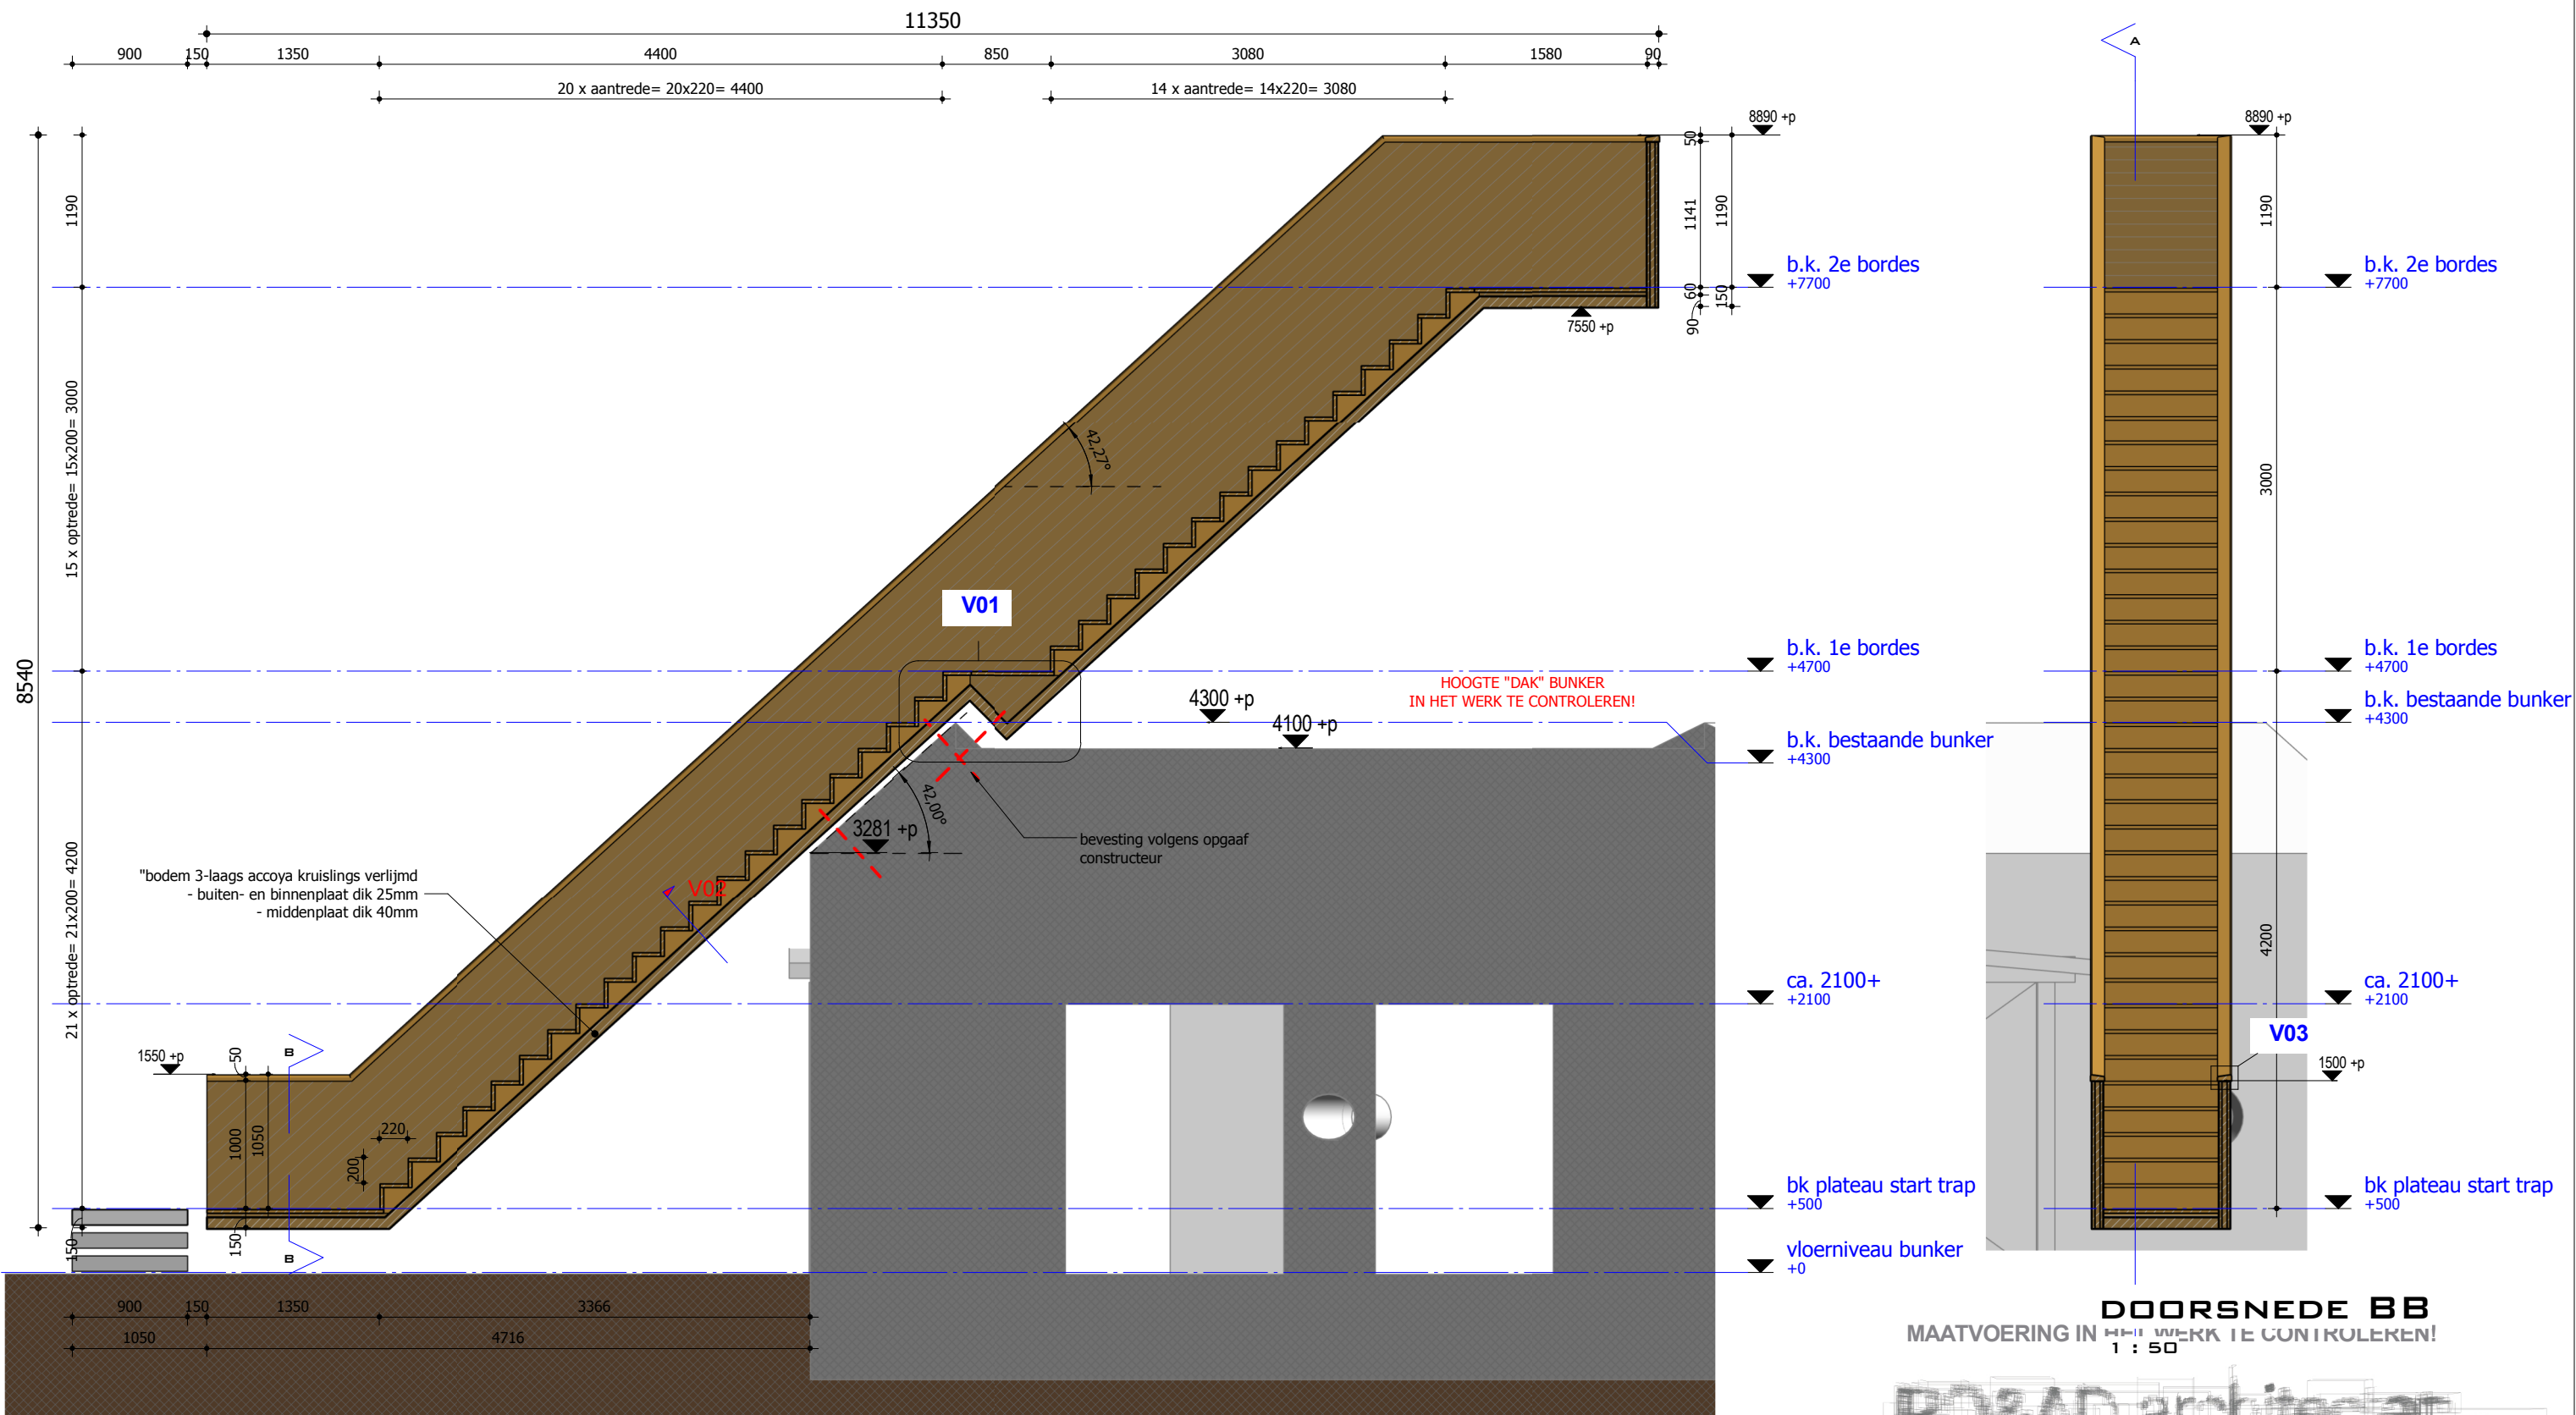 11350
900 150 1350 4400 850 3080 1580 90
20 x aantrede= 20x220= 4400
14 x aantrede= 14x220= 3080
A
8890 +p
8890 +p
50
1190
1141
1190
1190
b.k. 2e bordes
+7700
b.k. 2e bordes
+7700
60
150
90
7550 +p
15 x optrede= 15x200= 3000
42,27°
3000
V01
8540
b.k. 1e bordes
+4700
b.k. 1e bordes
+4700
HOOGTE "DAK" BUNKER
IN HET WERK TE CONTROLEREN!
4300 +p
4100 +p
b.k. bestaande bunker
+4300
b.k. bestaande bunker
+4300
42,00°
3281 +p
bevesting volgens opgaaf
constructeur
"bodem 3-laags accoya kruislings verlijmd
- buiten- en binnenplaat dik 25mm
- middenplaat dik 40mm
V02
21 x optrede= 21x200= 4200
4200
ca. 2100+
+2100
ca. 2100+
+2100
V03
1550 +p
50
B
1500 +p
1000
1050
220
200
bk plateau start trap
+500
bk plateau start trap
+500
150
150
B
vloerniveau bunker
+0
900 150 1350 3366
1050 4716
DOORSNEDE BB
MAATVOERING IN HET WERK TE CONTROLEREN!
1 : 50